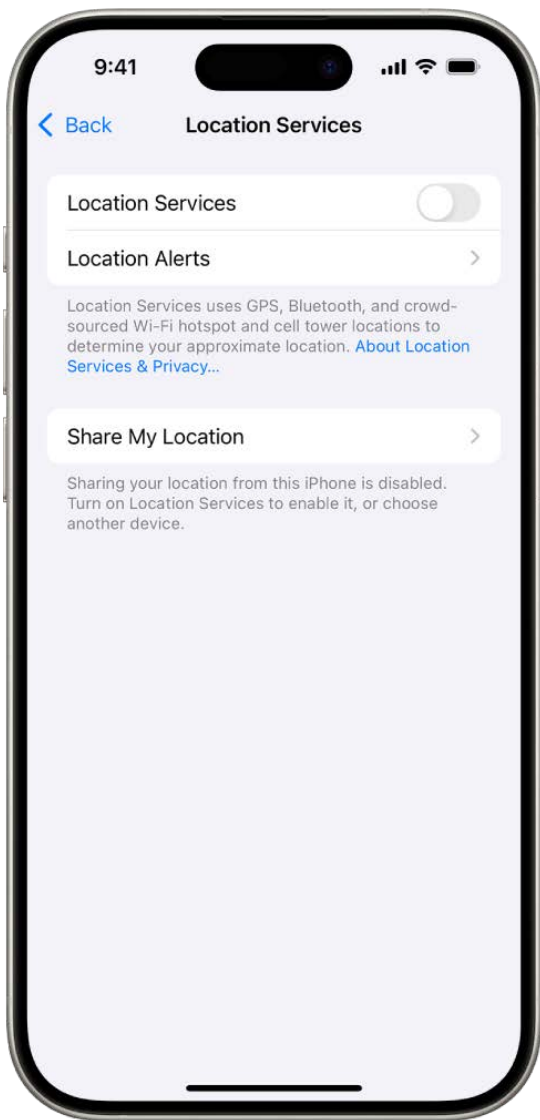 9:41
Back
Location Services
Location Services
Location Alerts
Location Services uses GPS, Bluetooth, and crowd-
sourced Wi-Fi hotspot and cell tower locations to
determine your approximate location. About Location
Services & Privacy...
Share My Location
Sharing your location from this iPhone is disabled.
Turn on Location Services to enable it, or choose
another device.